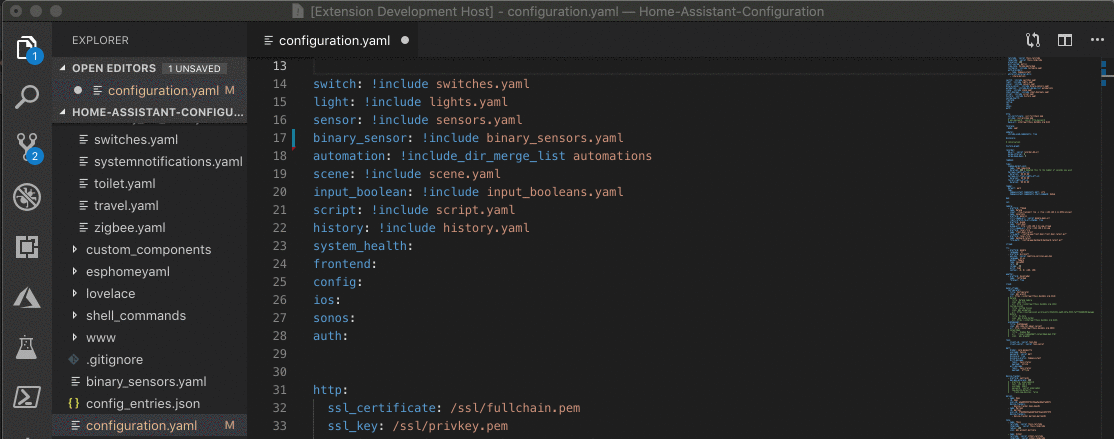 [Extension Development Host] - configuration.yaml — Home-Assistant-Configuration
EXPLORER
OPEN EDITORS 1 UNSAVED
configuration.yaml M
HOME-ASSISTANT-CONFIGU...
switches.yaml
systemnotifications.yaml
toilet.yaml
travel.yaml
zigbee.yaml
custom_components
esphomeyaml
lovelace
shell_commands
www
.gitignore
binary_sensors.yaml
config_entries.json
configuration.yaml M
1
2
configuration.yaml
13
14 switch: !include switches.yaml
15 light: !include lights.yaml
16 sensor: !include sensors.yaml
17 binary_sensor: !include binary_sensors.yaml
18 automation: !include_dir_merge_list automations
19 scene: !include scene.yaml
20 input_boolean: !include input_booleans.yaml
21 script: !include script.yaml
22 history: !include history.yaml
23 system_health:
24 frontend:
25 config:
26 ios:
27 sonos:
28 auth:
29
30
31 http:
32 ssl_certificate: /ssl/fullchain.pem
33 ssl_key: /ssl/privkey.pem